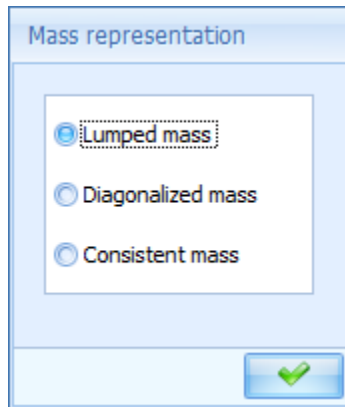 Mass representation
Lumped mass
Diagonalized mass
Consistent mass